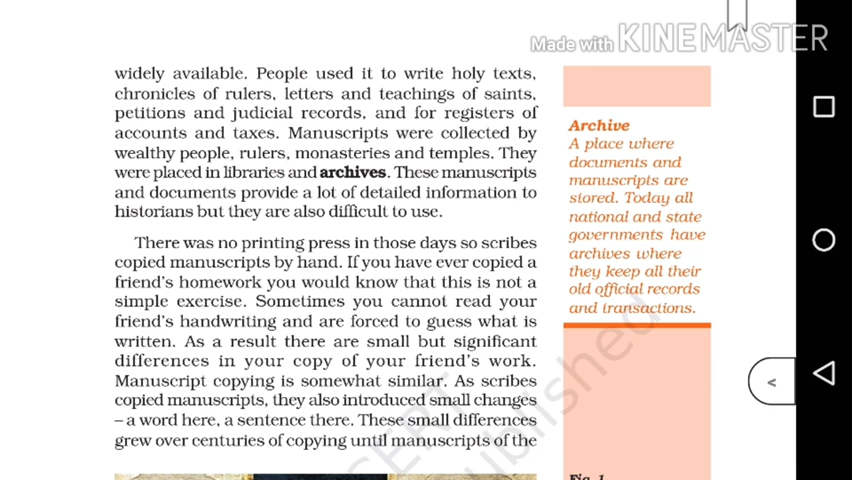 Made with KINEMASTER
widely available. People used it to write holy texts,
chronicles of rulers, letters and teachings of saints,
petitions and judicial records, and for registers of
accounts and taxes. Manuscripts were collected by
wealthy people, rulers, monasteries and temples. They
were placed in libraries and archives. These manuscripts
and documents provide a lot of detailed information to
historians but they are also difficult to use.
There was no printing press in those days so scribes
copied manuscripts by hand. If you have ever copied a
friend's homework you would know that this is not a
simple exercise. Sometimes you cannot read your
friend's handwriting and are forced to guess what is
written. As a result there are small but significant
differences in your copy of your friend's work.
Manuscript copying is somewhat similar. As scribes
copied manuscripts, they also introduced small changes
– a word here, a sentence there. These small differences
grew over centuries of copying until manuscripts of the
Archive
A place where
documents and
manuscripts are
stored. Today all
national and state
governments have
archives where
they keep all their
old official records
and transactions.
Fig. 1